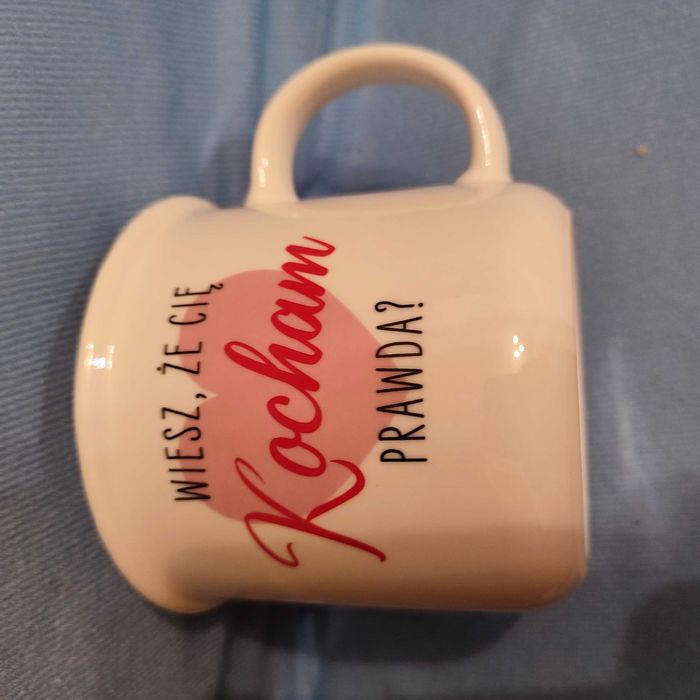 WIESZ, ŻE CIĘ
Kocham
PRAWDA?